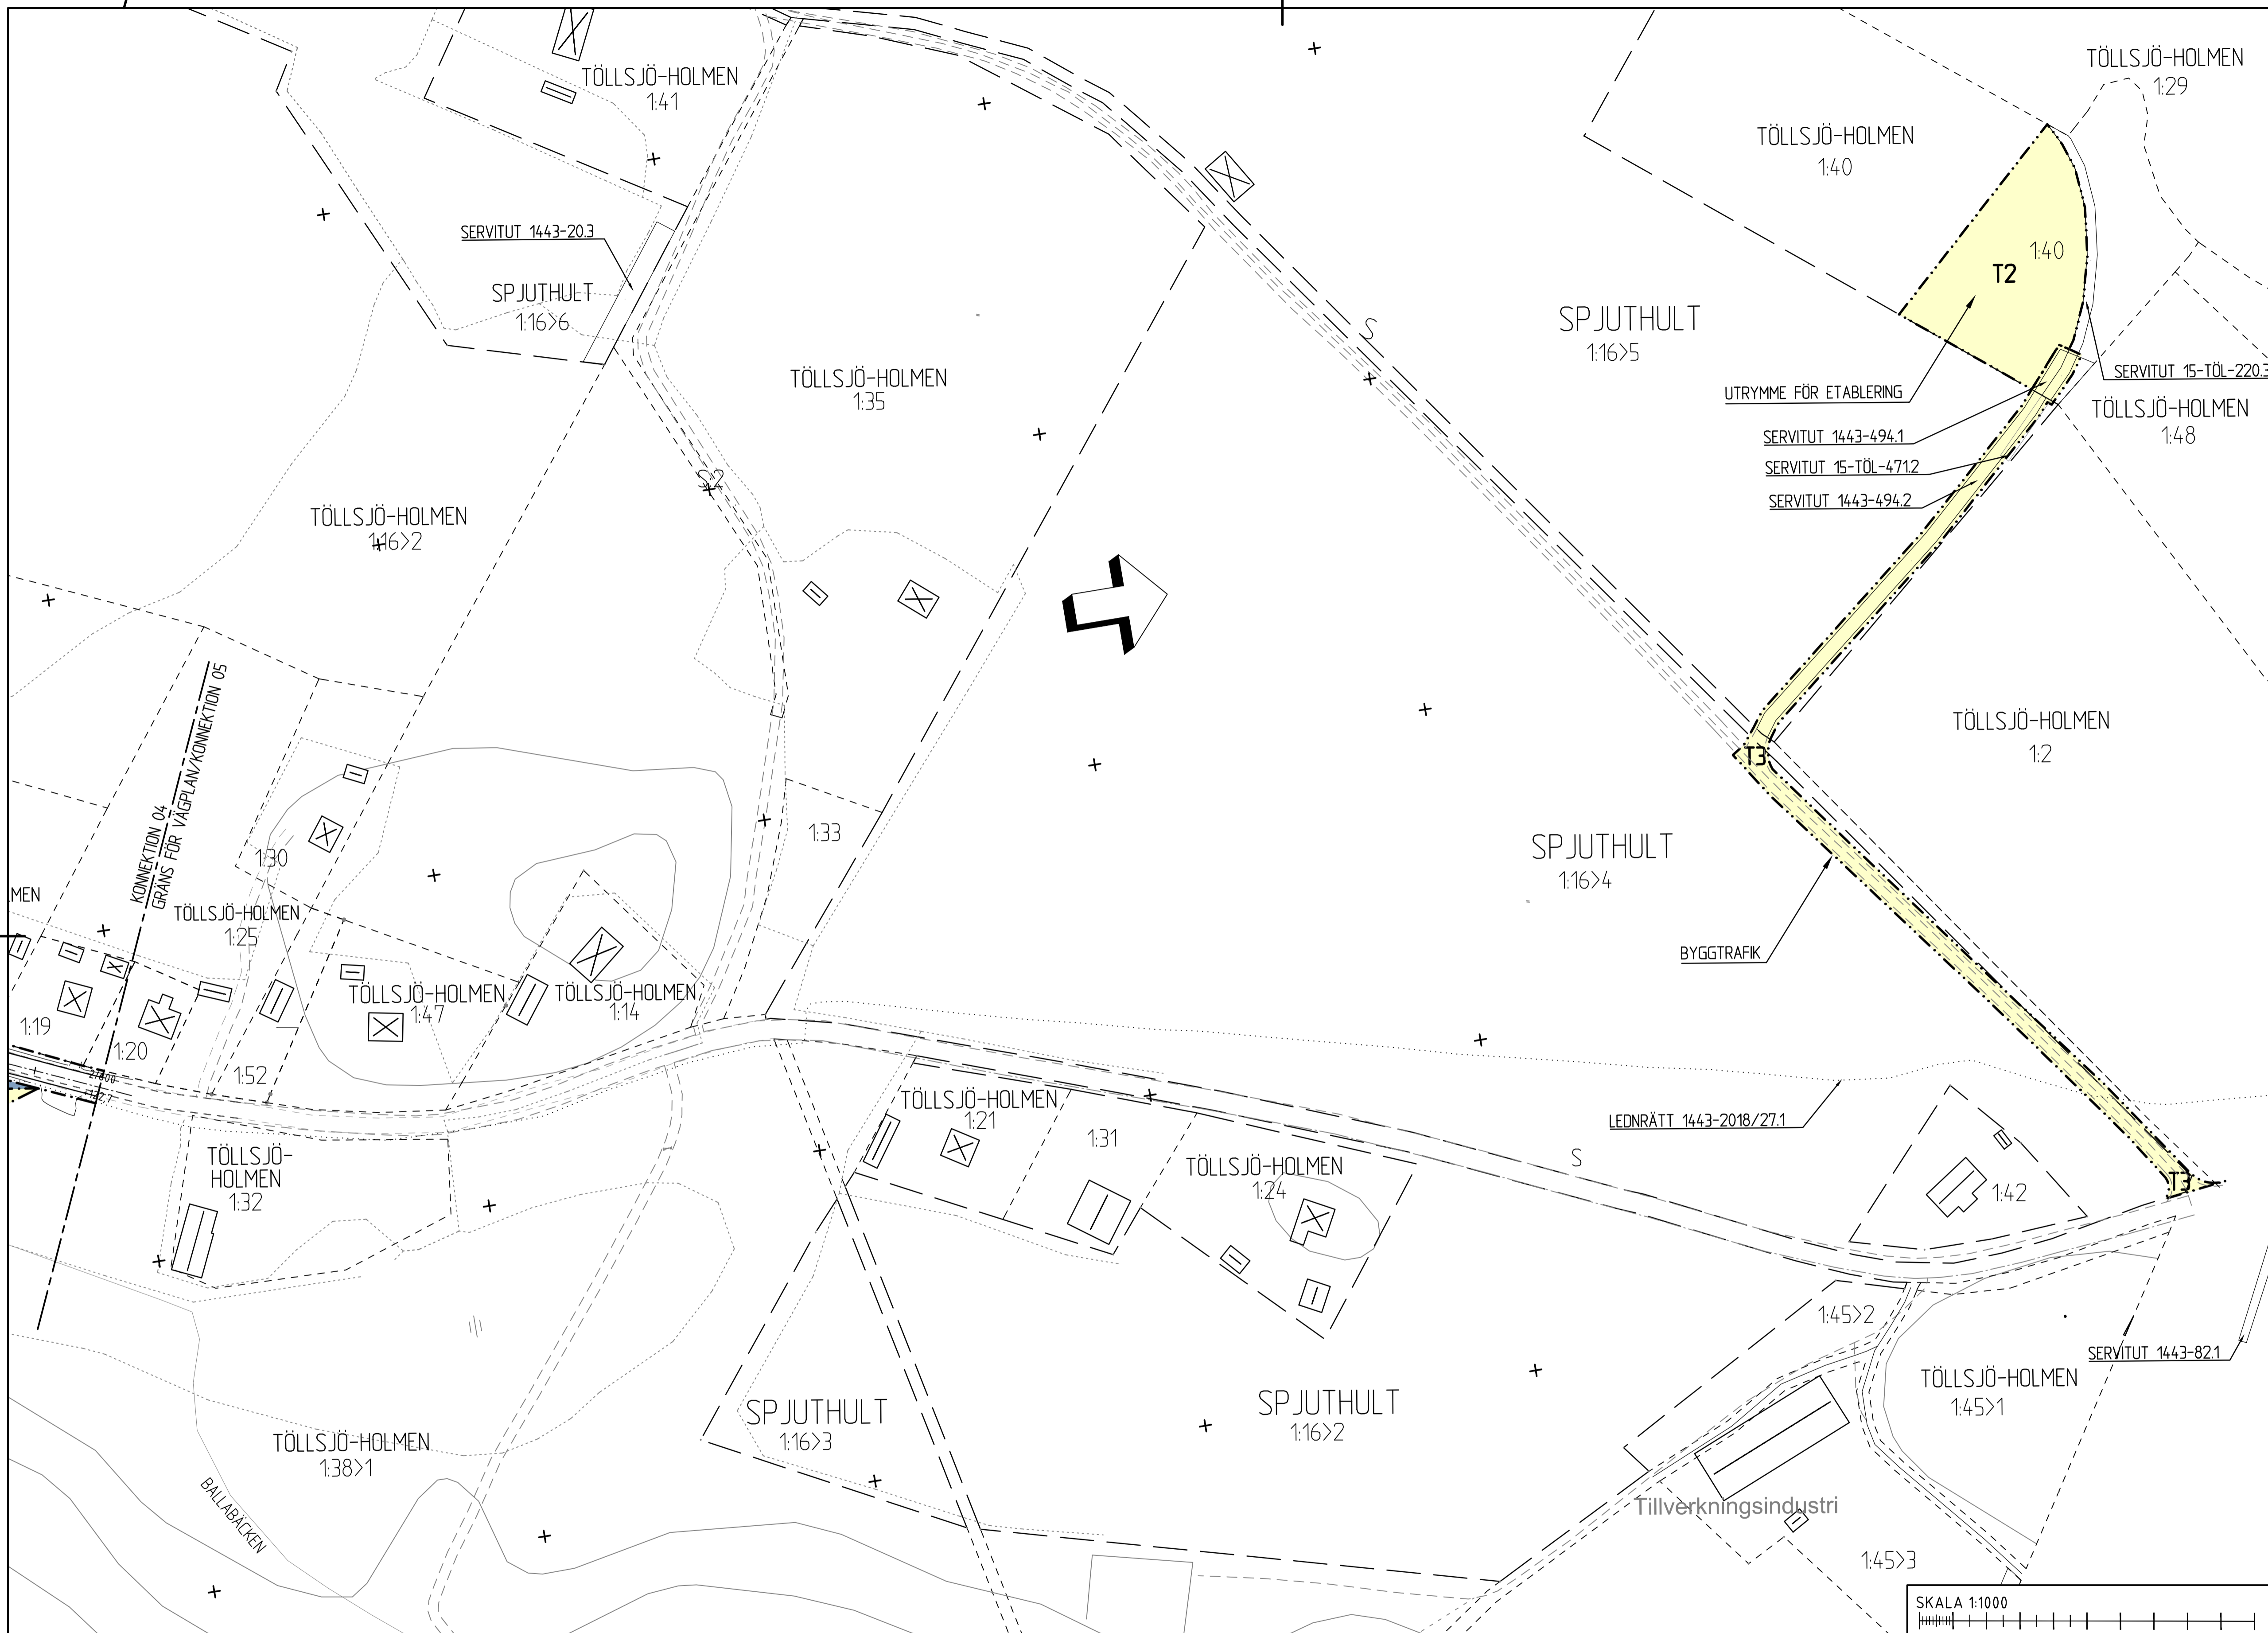 TÖLLSJÖ-HOLMEN
1:41
TÖLLSJÖ-HOLMEN
1:29
TÖLLSJÖ-HOLMEN
1:40
SERVITUT 1443-20.3
SPJUTHULT
1:16>6
1:40
T2
SPJUTHULT
1:16>5
S
TÖLLSJÖ-HOLMEN
1:35
SERVITUT 15-TÖL-220.3
UTRYMME FÖR ETABLERING
TÖLLSJÖ-HOLMEN
1:48
SERVITUT 1443-494.1
SERVITUT 15-TÖL-471.2
SERVITUT 1443-494.2
S2
TÖLLSJÖ-HOLMEN
1:16>2
KONNEKTION 04
GRÄNS FÖR VÄGPLAN/KONNEKTION 05
TÖLLSJÖ-HOLMEN
1:2
T3
1:33
SPJUTHULT
1:16>4
1:30
LMEN
TÖLLSJÖ-HOLMEN
1:25
BYGGTRAFIK
TÖLLSJÖ-HOLMEN
1:47
TÖLLSJÖ-HOLMEN
1:14
1:19
1:20
1:52
TÖLLSJÖ-HOLMEN
1:21
1:31
LEDNRÄTT 1443-2018/27.1
TÖLLSJÖ-
HOLMEN
1:32
TÖLLSJÖ-HOLMEN
1:24
S
1:42
T3
1:45>2
SERVITUT 1443-82.1
TÖLLSJÖ-HOLMEN
1:45>1
SPJUTHULT
1:16>3
SPJUTHULT
1:16>2
TÖLLSJÖ-HOLMEN
1:38>1
BALLABÄCKEN
Tillverkningsindustri
1:45>3
SKALA 1:1000